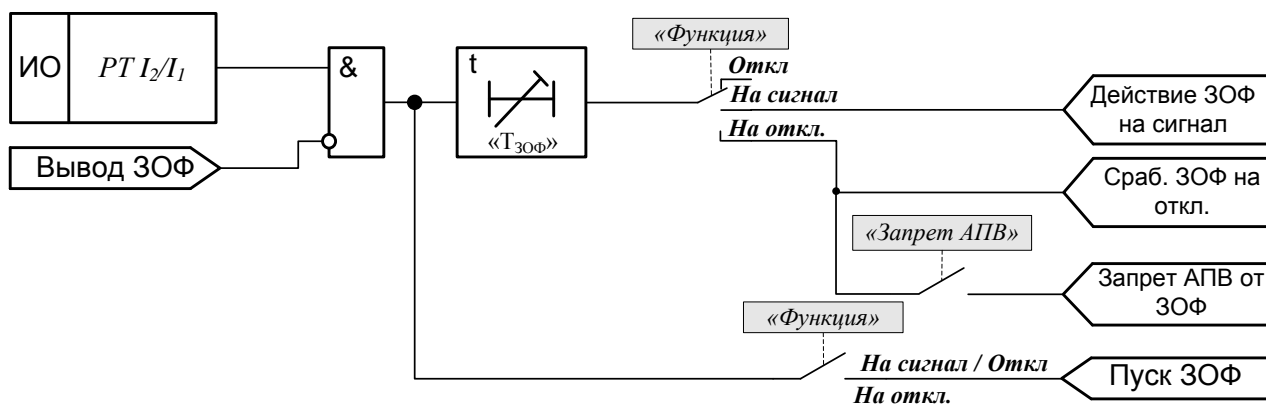 «Функция»
ИО
РТ I₂/I₁
&
t
«Т_ЗОФ»
Откл
На сигнал
На откл.
Действие ЗОФ
на сигнал
Вывод ЗОФ
Сраб. ЗОФ на
откл.
«Запрет АПВ»
Запрет АПВ от
ЗОФ
«Функция»
На сигнал / Откл
На откл.
Пуск ЗОФ